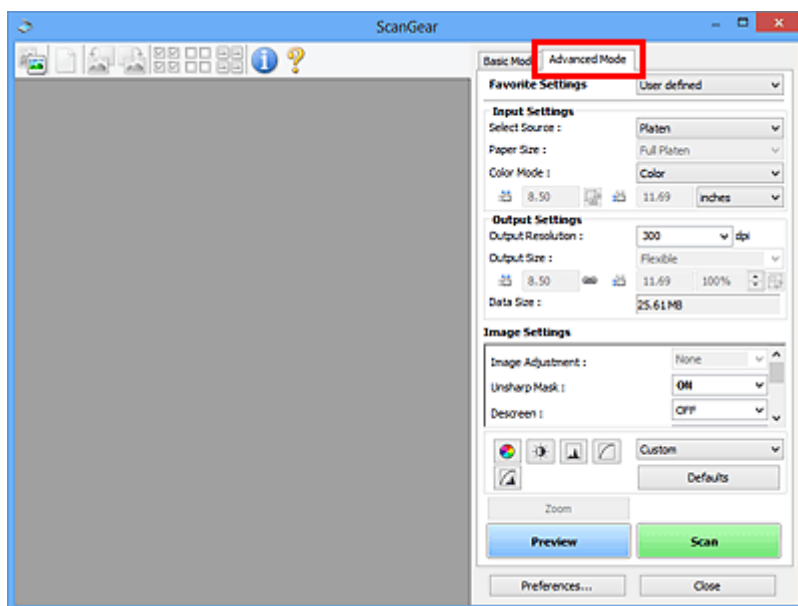 ScanGear
Basic Mod Advanced Mode
Favorite Settings User defined
Input Settings
Select Source : Platen
Paper Size : Full Platen
Color Mode : Color
8.50 11.69 inches
Output Settings
Output Resolution : 300 dpi
Output Size : Flexible
8.50 11.69 100%
Data Size : 25.61MB
Image Settings
Image Adjustment : None
Unsharp Mask : ON
Descreen : OFF
Custom
Defaults
Zoom
Preview Scan
Preferences... Close